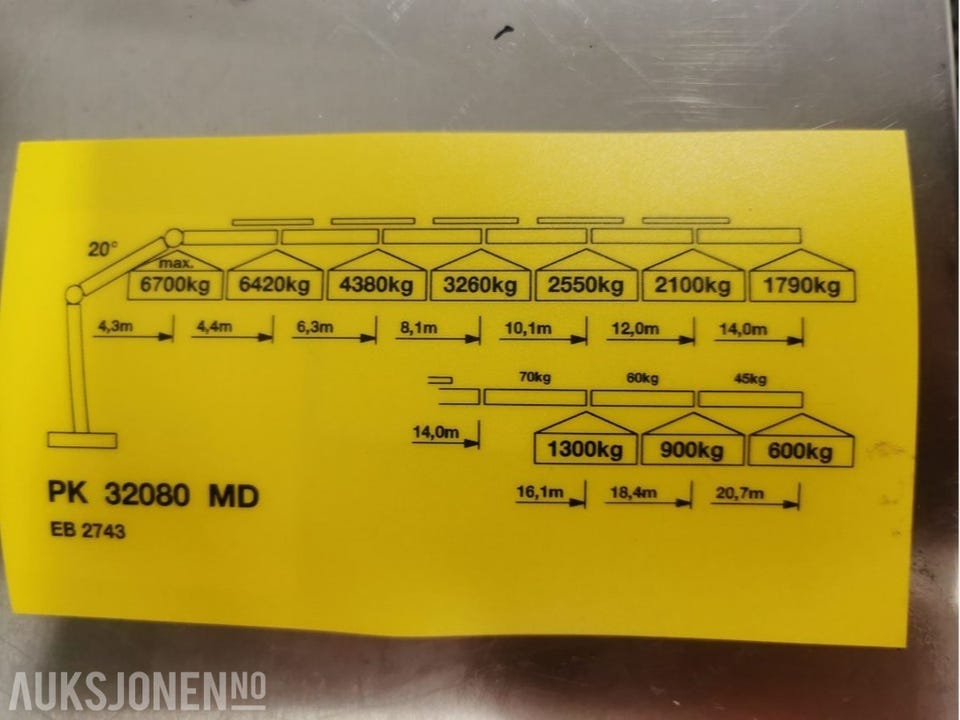 20°
max.
6700kg 6420kg 4380kg 3260kg 2550kg 2100kg 1790kg
4,3m 4,4m 6,3m 8,1m 10,1m 12,0m 14,0m
70kg 60kg 45kg
14,0m
1300kg 900kg 600kg
16,1m 18,4m 20,7m
PK 32080 MD
EB 2743
AUKSJONEN.NO